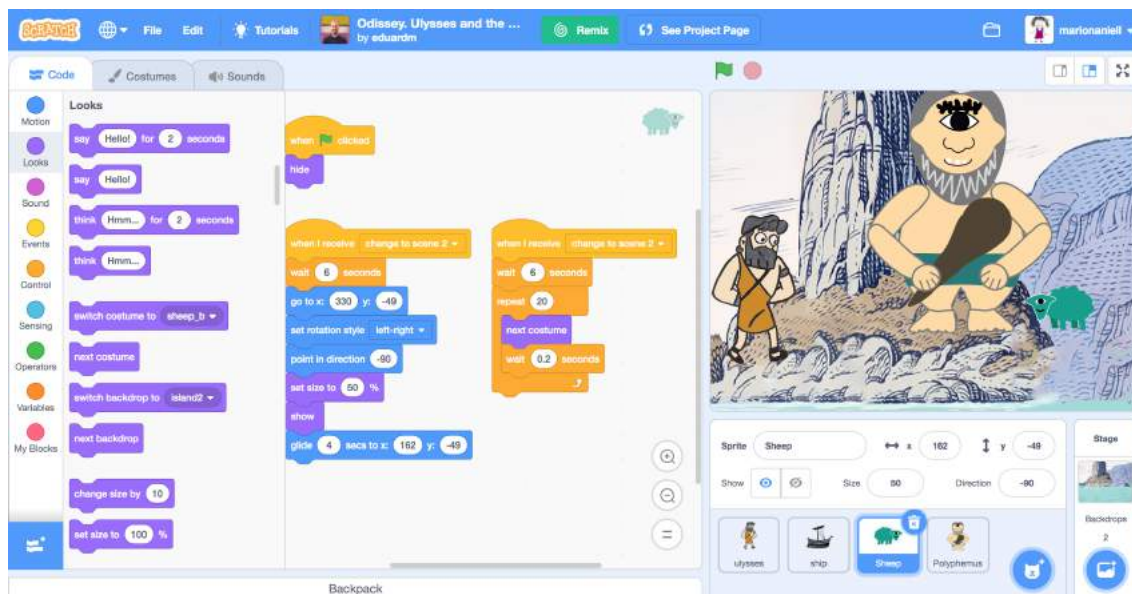 SCRATCH
File
Edit
Tutorials
Odissey. Ulysses and the ...
by eduardm
Remix
See Project Page
marionaniell
Code
Costumes
Sounds
Motion
Looks
Sound
Events
Control
Sensing
Operators
Variables
My Blocks
Looks
say Hello! for 2 seconds
say Hello!
think Hmm... for 2 seconds
think Hmm...
switch costume to sheep_b
next costume
switch backdrop to island2
next backdrop
change size by 10
set size to 100 %
when clicked
hide
when I receive change to scene 2
wait 6 seconds
go to x: 330 y: -49
set rotation style left-right
point in direction -90
set size to 50 %
show
glide 4 secs to x: 162 y: -49
when I receive change to scene 2
wait 6 seconds
repeat 20
next costume
wait 0.2 seconds
Backpack
Sprite Sheep x 162 y -49
Show Size 50 Direction -90
ulysses
ship
Sheep
Polyphemus
Stage
Backdrops
2